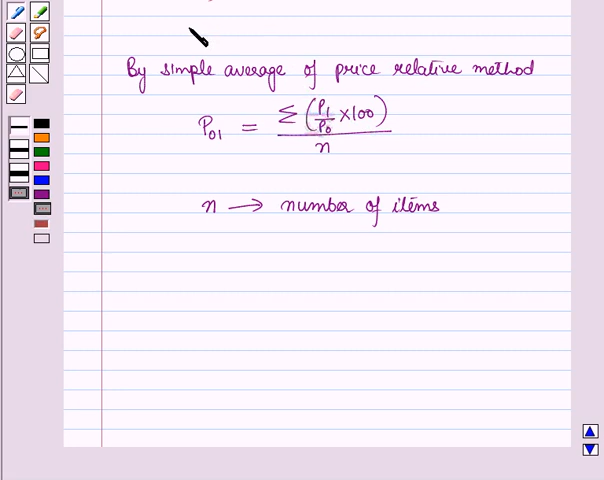 By simple average of price relative method
P₀₁ = Σ (P₁/P₀ ×100) / n
n → number of items